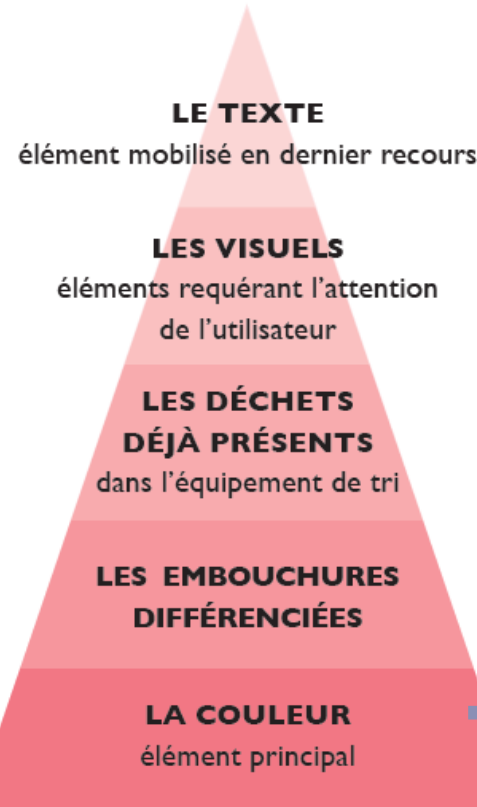 LE TEXTE
élément mobilisé en dernier recours
LES VISUELS
éléments requérant l'attention
de l'utilisateur
LES DÉCHETS
DÉJÀ PRÉSENTS
dans l'équipement de tri
LES EMBOUCHURES
DIFFÉRENCIÉES
LA COULEUR
élément principal